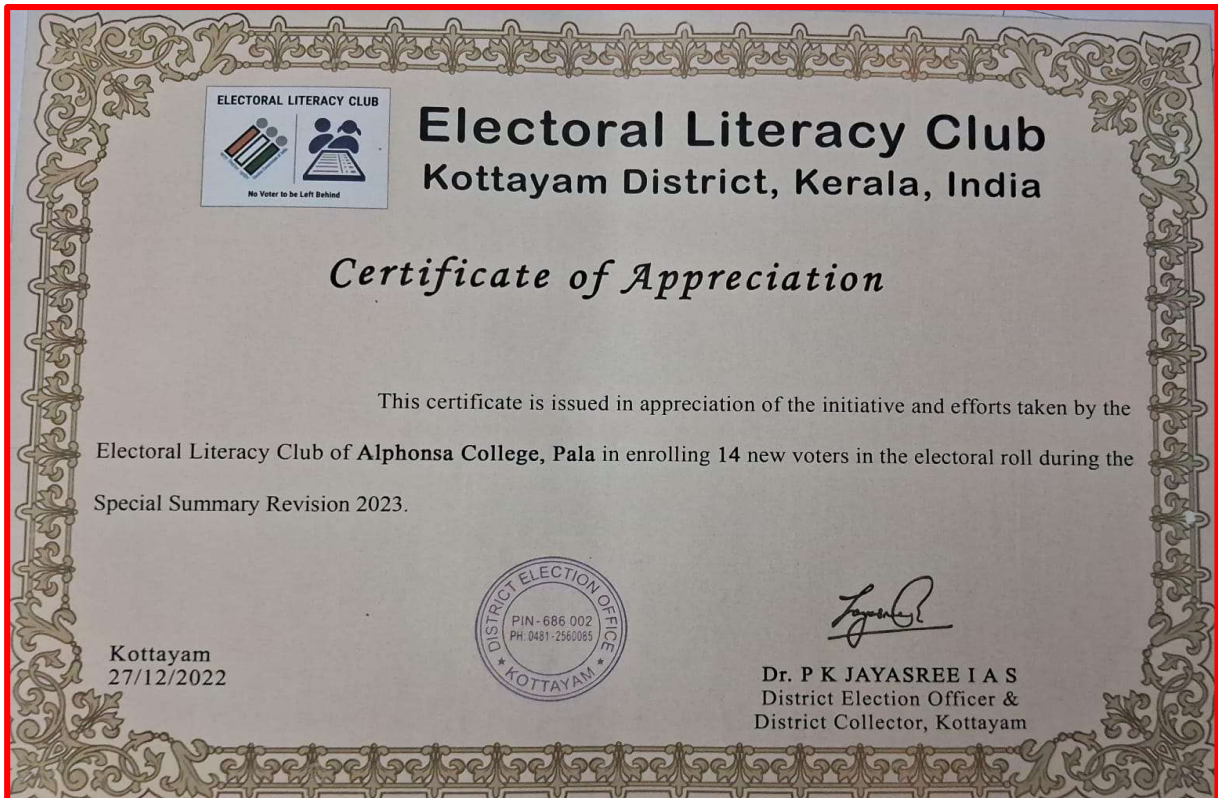 ELECTORAL LITERACY CLUB
No Voter to be Left Behind
Electoral Literacy Club
Kottayam District, Kerala, India
Certificate of Appreciation
This certificate is issued in appreciation of the initiative and efforts taken by the
Electoral Literacy Club of Alphonsa College, Pala in enrolling 14 new voters in the electoral roll during the
Special Summary Revision 2023.
DISTRICT ELECTION OFFICE
PIN-686 002
PH: 0481-2560085
* KOTTAYAM *
Kottayam
27/12/2022
Dr. P K JAYASREE I A S
District Election Officer &
District Collector, Kottayam